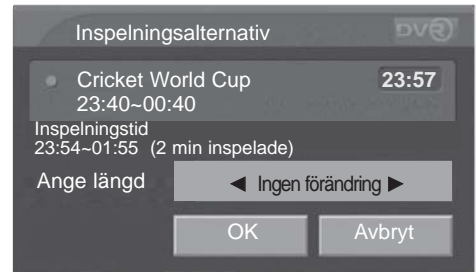 Inspelningsalternativ DVR
Cricket World Cup 23:57
23:40~00:40
Inspelningstid
23:54~01:55 (2 min inspelade)
Ange längd ◄ Ingen förändring ►
OK Avbryt